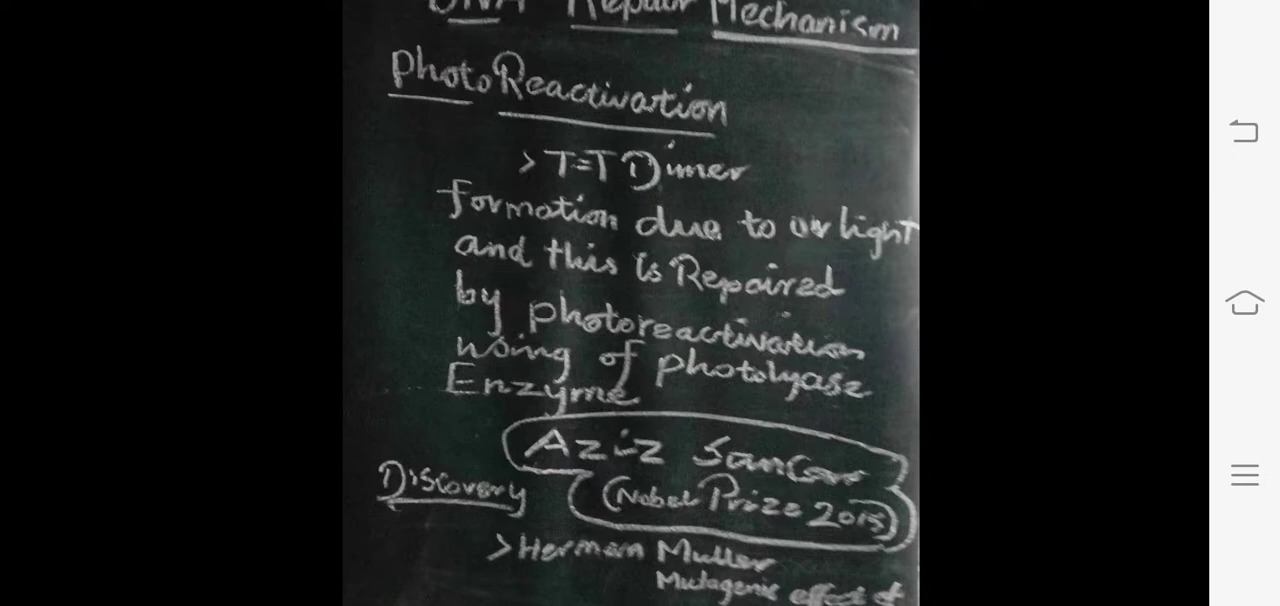 DNA Repair Mechanism
PhotoReactivation
> T=T Dimer
formation due to uv light
and this is Repaired
by photoreactivation
using of photolyase
Enzyme
Aziz Sancar
Discovery (Nobel Prize 2015)
> Herman Muller
Mutagenic effect of